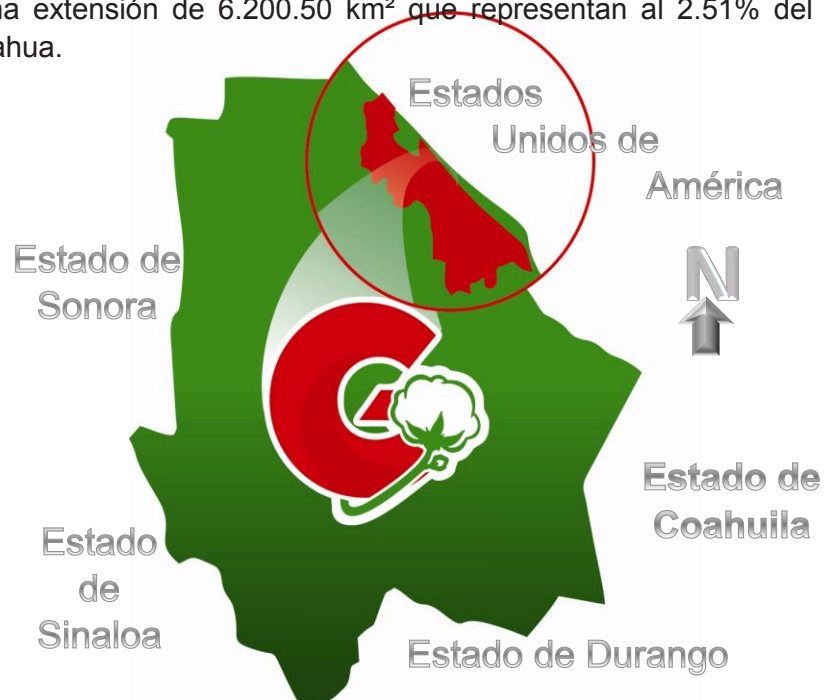 na extensión de 6.200.50 km² que representan al 2.51% del
ahua.
Estados
Unidos de
América
Estado de
Sonora
N
Estado de
Coahuila
Estado
de
Sinaloa
Estado de Durango